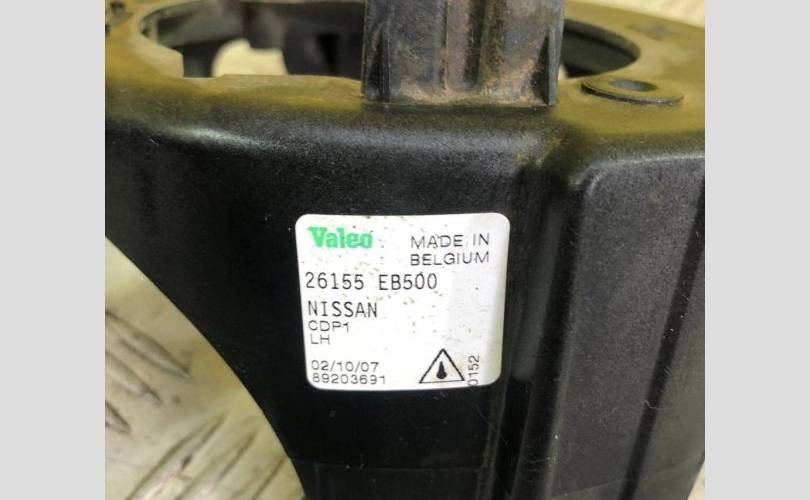 Valeo
MADE IN
BELGIUM
26155 EB500
NISSAN
CDP1
LH
02/10/07
89203691
0152